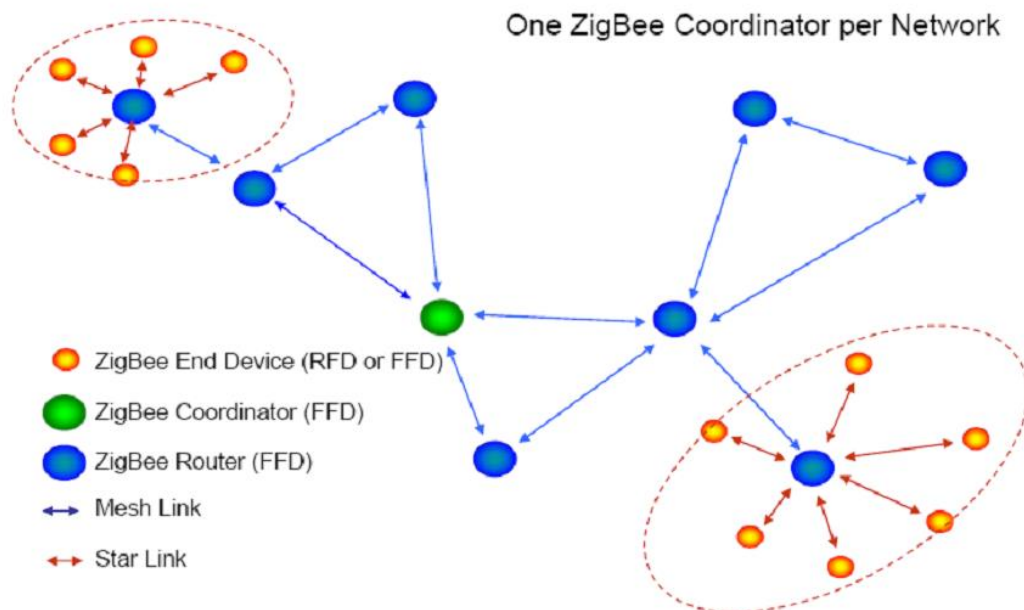 One ZigBee Coordinator per Network
ZigBee End Device (RFD or FFD)
ZigBee Coordinator (FFD)
ZigBee Router (FFD)
Mesh Link
Star Link